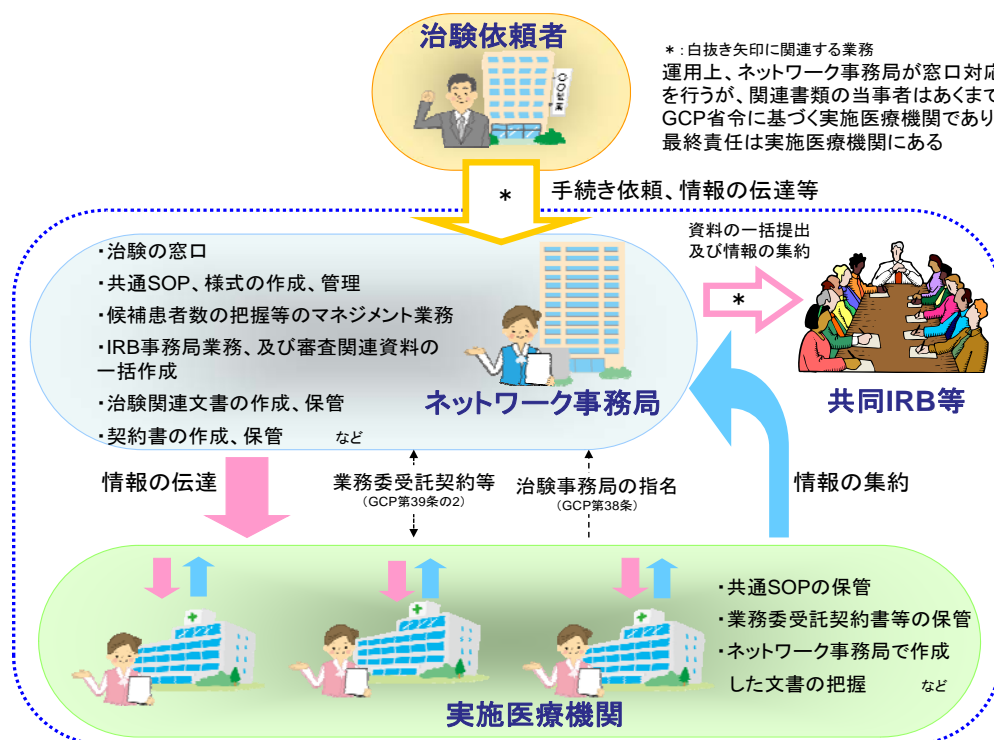 治験依頼者
*：白抜き矢印に関連する業務
運用上、ネットワーク事務局が窓口対応
を行うが、関連書類の当事者はあくまで
GCP省令に基づく実施医療機関であり
最終責任は実施医療機関にある
*
手続き依頼、情報の伝達等
・治験の窓口
・共通SOP、様式の作成、管理
・候補患者数の把握等のマネジメント業務
・IRB事務局業務、及び審査関連資料の
一括作成
・治験関連文書の作成、保管
・契約書の作成、保管 など
ネットワーク事務局
資料の一括提出
及び情報の集約
*
共同IRB等
情報の伝達
業務委受託契約等
（GCP第39条の2）
治験事務局の指名
（GCP第38条）
情報の集約
・共通SOPの保管
・業務委受託契約書等の保管
・ネットワーク事務局で作成
した文書の把握 など
実施医療機関